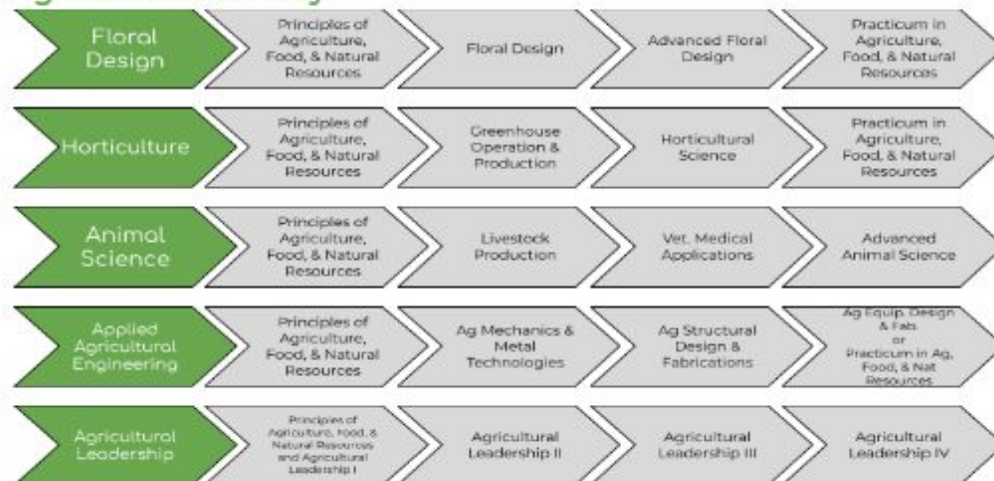 Floral
Design
Principles of
Agriculture,
Food, & Natural
Resources
Floral Design
Advanced Floral
Design
Practicum in
Agriculture,
Food, & Natural
Resources
Horticulture
Principles of
Agriculture,
Food, & Natural
Resources
Greenhouse
Operation &
Production
Horticultural
Science
Practicum in
Agriculture,
Food, & Natural
Resources
Animal
Science
Principles of
Agriculture,
Food, & Natural
Resources
Livestock
Production
Vet. Medical
Applications
Advanced
Animal Science
Applied
Agricultural
Engineering
Principles of
Agriculture,
Food, & Natural
Resources
Ag Mechanics &
Metal
Technologies
Ag Structural
Design &
Fabrications
Ag Equip. Design
& Fab
or
Practicum in Ag,
Food, & Nat
Resources
Agricultural
Leadership
Principles of
Agriculture, Food, &
Natural Resources
and Agricultural
Leadership I
Agricultural
Leadership II
Agricultural
Leadership III
Agricultural
Leadership IV